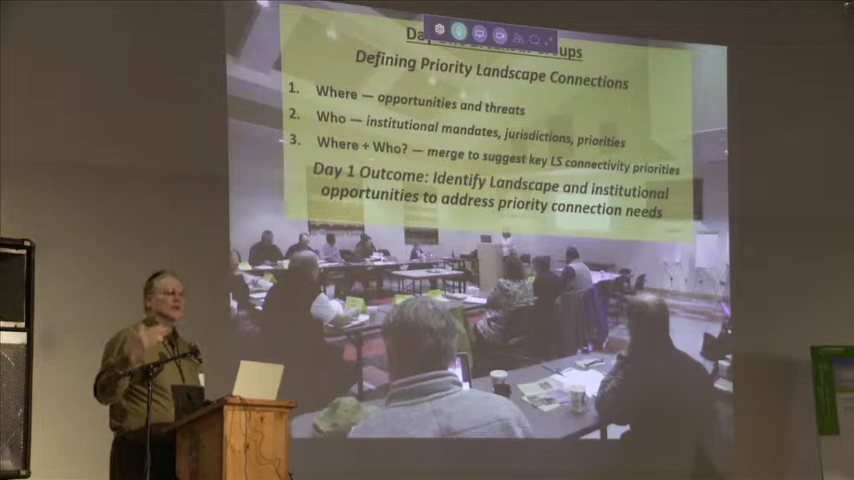 Da
ups
Defining Priority Landscape Connections
1. Where — opportunities and threats
2. Who — institutional mandates, jurisdictions, priorities
3. Where + Who? — merge to suggest key LS connectivity priorities
Day 1 Outcome: Identify Landscape and institutional
opportunities to address priority connection needs